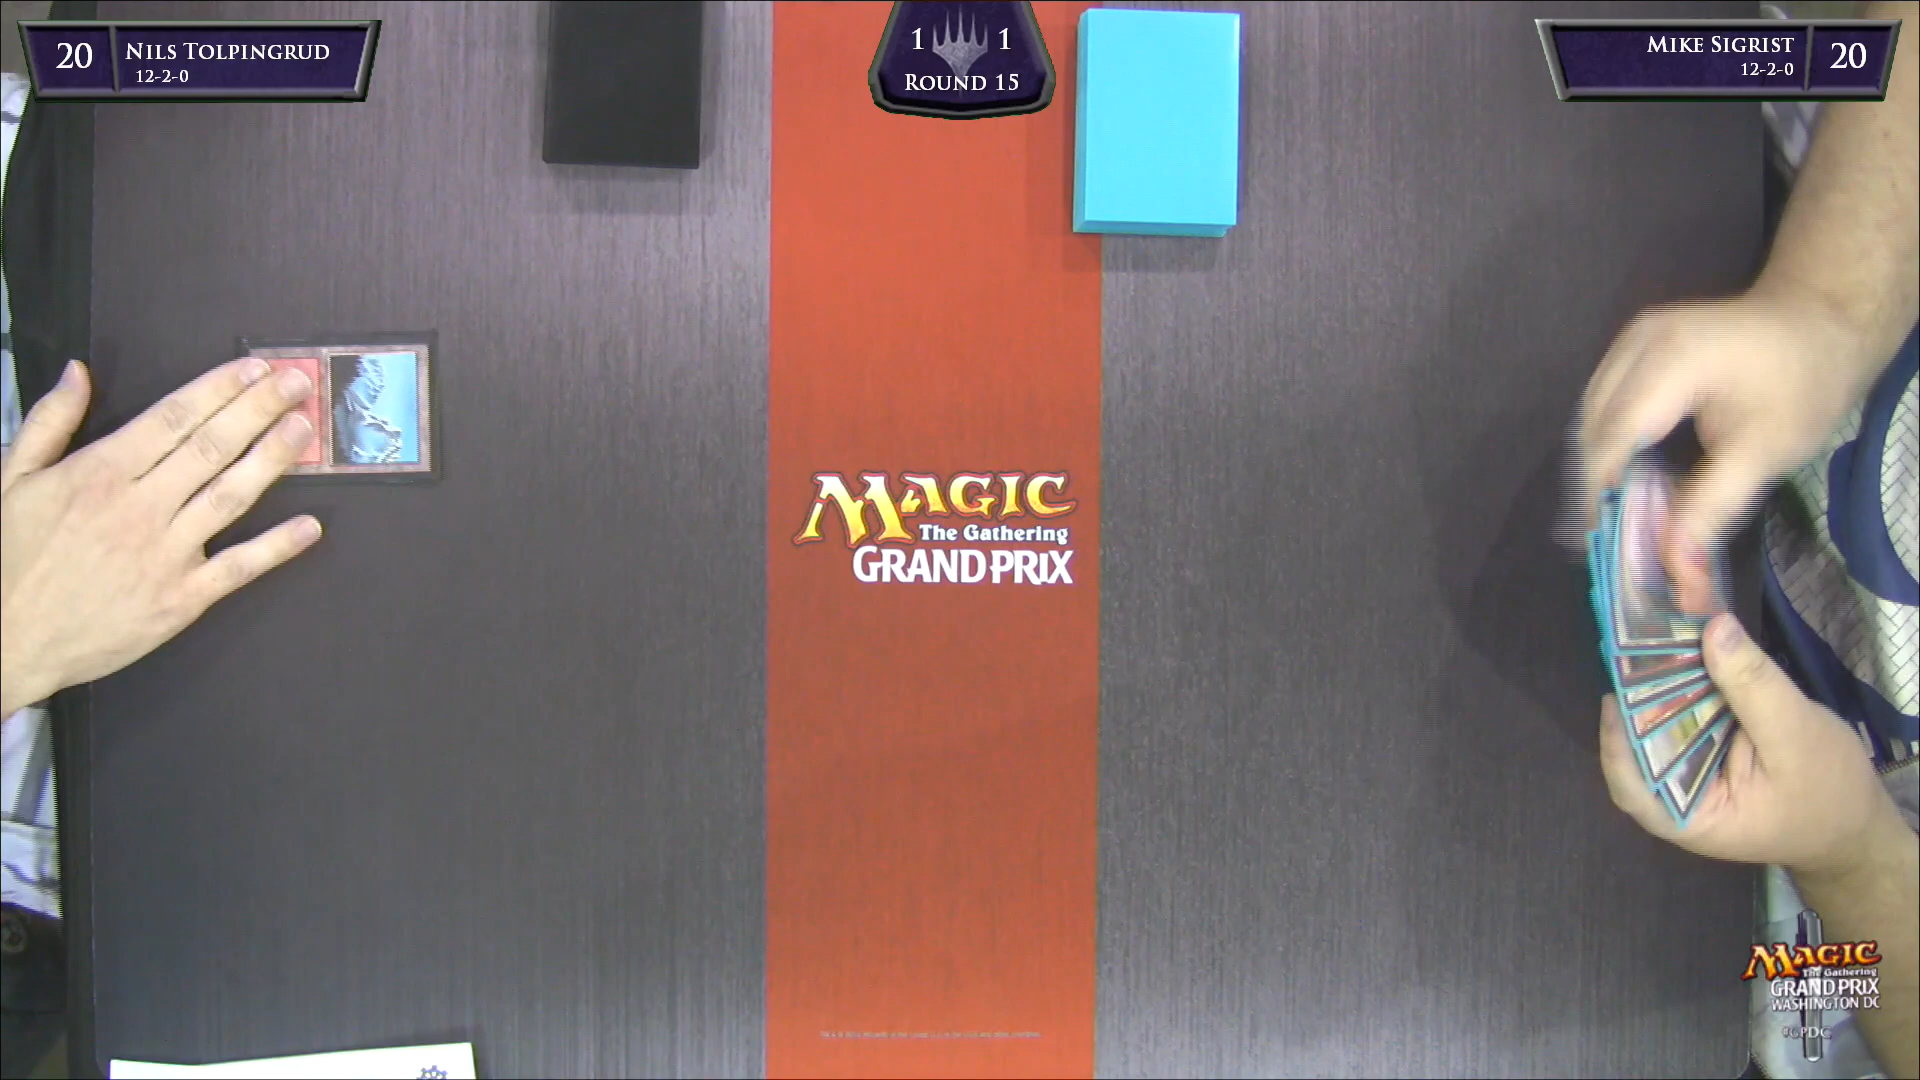 20
NILS TOLPINGRUD
12-2-0
1 1
ROUND 15
MIKE SIGRIST
12-2-0
20
MAGIC
The Gathering
GRAND PRIX
MAGIC
The Gathering
GRAND PRIX
WASHINGTON DC
#GPDC